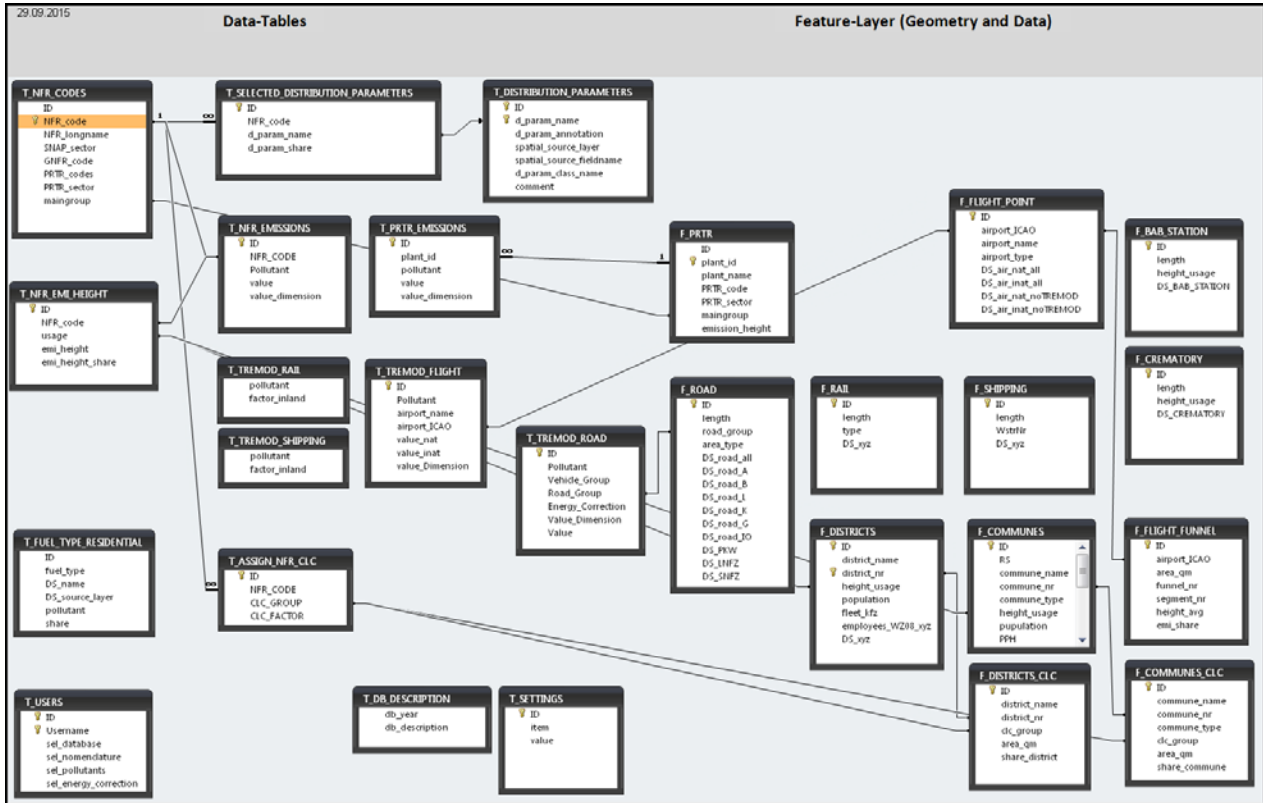 29.09.2015
Data-Tables
Feature-Layer (Geometry and Data)
T_NFR_CODES
ID
NFR_code
NFR_longname
SNAP_sector
GNFR_code
PRTR_codes
PRTR_sector
maingroup
1
∞
T_SELECTED_DISTRIBUTION_PARAMETERS
ID
NFR_code
d_param_name
d_param_share
T_DISTRIBUTION_PARAMETERS
ID
d_param_name
d_param_annotation
spatial_source_layer
spatial_source_fieldname
d_param_class_name
comment
T_NFR_EMISSIONS
ID
NFR_CODE
Pollutant
value
value_dimension
T_PRTR_EMISSIONS
ID
plant_id
pollutant
value
value_dimension
∞
1
F_PRTR
ID
plant_id
plant_name
PRTR_code
PRTR_sector
maingroup
emission_height
F_FLIGHT_POINT
ID
airport_ICAO
airport_name
airport_type
DS_air_nat_all
DS_air_inat_all
DS_air_nat_noTREMOD
DS_air_inat_noTREMOD
F_BAB_STATION
ID
length
height_usage
DS_BAB_STATION
T_NFR_EMI_HEIGHT
ID
NFR_code
usage
emi_height
emi_height_share
T_TREMOD_RAIL
pollutant
factor_inland
T_TREMOD_SHIPPING
pollutant
factor_inland
T_TREMOD_FLIGHT
ID
Pollutant
airport_name
airport_ICAO
value_nat
value_inat
value_Dimension
T_TREMOD_ROAD
ID
Pollutant
Vehicle_Group
Road_Group
Energy_Correction
Value_Dimension
Value
F_ROAD
ID
length
road_group
area_type
DS_road_all
DS_road_A
DS_road_B
DS_road_L
DS_road_K
DS_road_G
DS_road_IO
DS_PKW
DS_LNFZ
DS_SNFZ
F_RAIL
ID
length
type
DS_xyz
F_SHIPPING
ID
length
WstrNr
DS_xyz
F_CREMATORY
ID
length
height_usage
DS_CREMATORY
T_FUEL_TYPE_RESIDENTIAL
ID
fuel_type
DS_name
DS_source_layer
pollutant
share
∞
T_ASSIGN_NFR_CLC
ID
NFR_CODE
CLC_GROUP
CLC_FACTOR
F_DISTRICTS
ID
district_name
district_nr
height_usage
population
fleet_kfz
employees_WZ08_xyz
DS_xyz
F_COMMUNES
ID
RS
commune_name
commune_nr
commune_type
height_usage
pupulation
PPH
F_FLIGHT_FUNNEL
ID
airport_ICAO
area_qm
funnel_nr
segment_nr
height_avg
emi_share
T_USERS
ID
Username
sel_database
sel_nomenclature
sel_pollutants
sel_energy_correction
T_DB_DESCRIPTION
db_year
db_description
T_SETTINGS
ID
item
value
F_DISTRICTS_CLC
ID
district_name
district_nr
clc_group
area_qm
share_district
F_COMMUNES_CLC
ID
commune_name
commune_nr
commune_type
clc_group
area_qm
share_commune